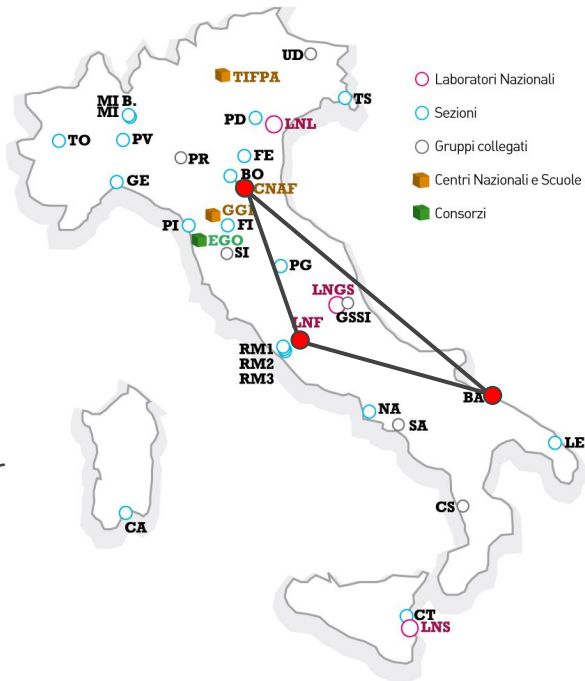 UD
TIFPA
TS
MI B.
MI
PD
LNL
TO
PV
PR
FE
BO
CNAF
GE
GGI
PI
FI
EGO
SI
PG
LNGS
GSSI
LNF
RM1
RM2
RM3
BA
NA
SA
LE
CS
CA
CT
LNS
Laboratori Nazionali
Sezioni
Gruppi collegati
Centri Nazionali e Scuole
Consorzi